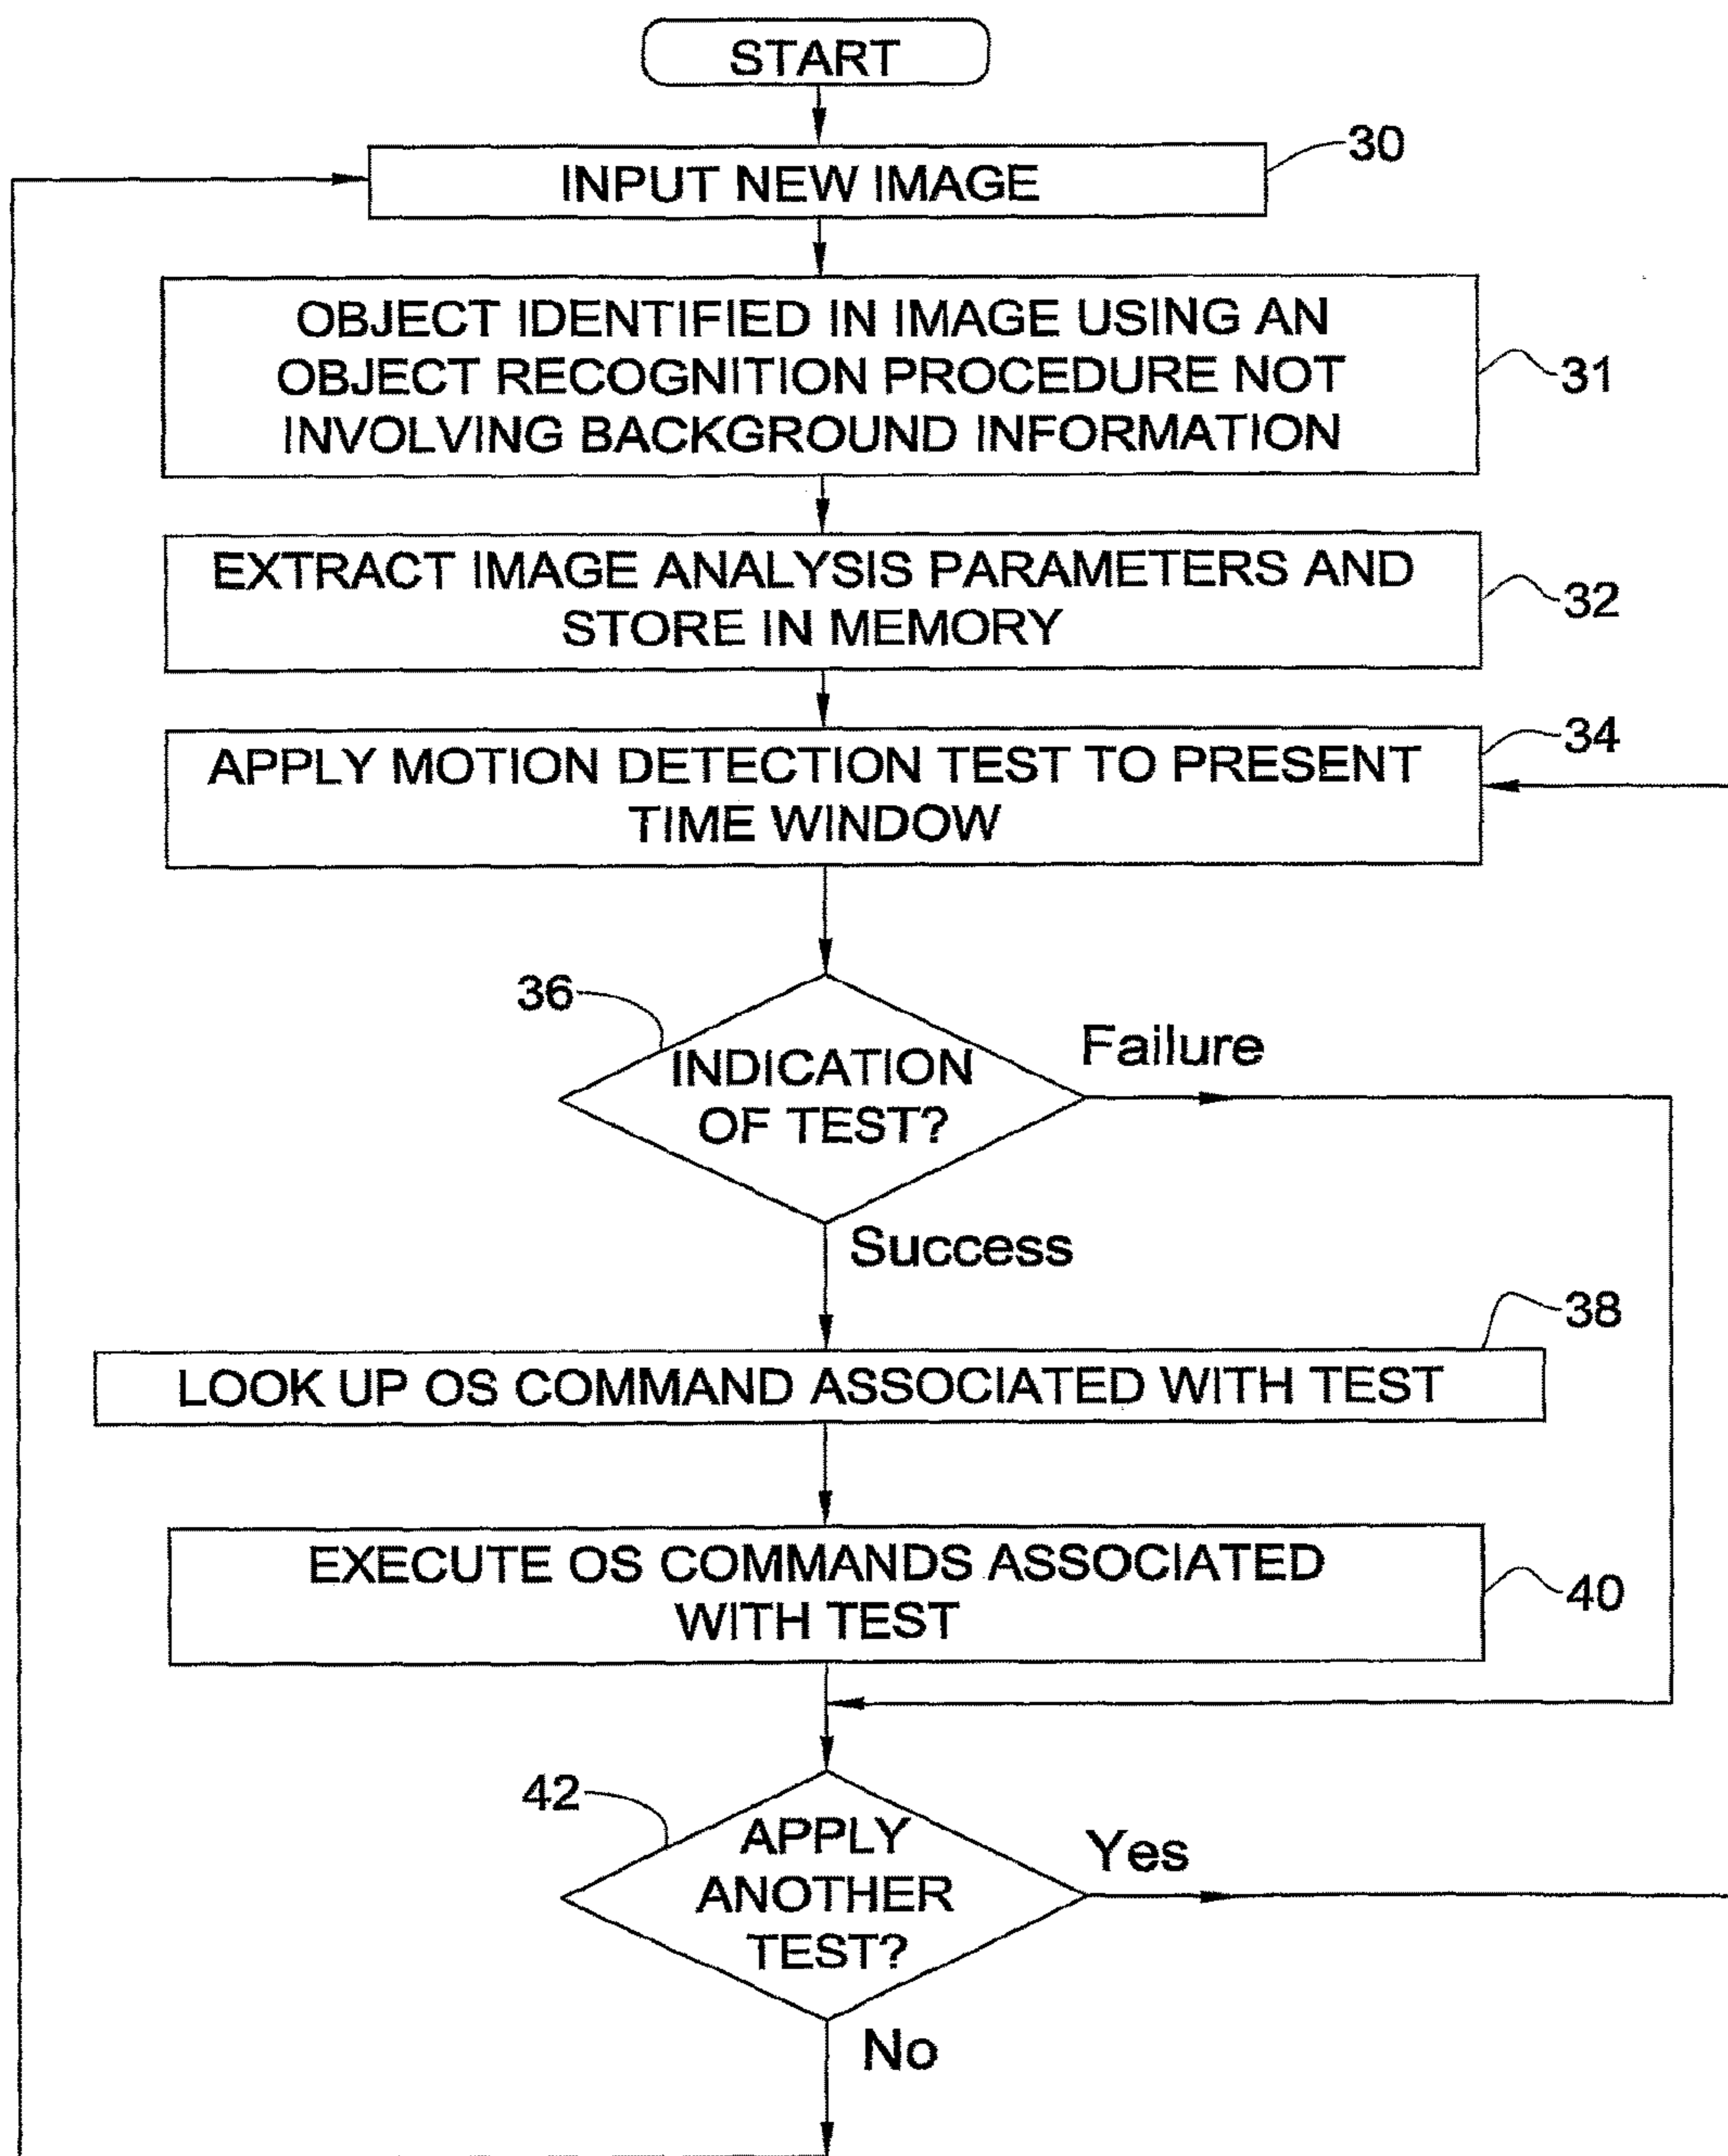 START
INPUT NEW IMAGE
30
OBJECT IDENTIFIED IN IMAGE USING AN
OBJECT RECOGNITION PROCEDURE NOT
INVOLVING BACKGROUND INFORMATION
31
EXTRACT IMAGE ANALYSIS PARAMETERS AND
STORE IN MEMORY
32
APPLY MOTION DETECTION TEST TO PRESENT
TIME WINDOW
34
36
INDICATION
OF TEST?
Failure
Success
38
LOOK UP OS COMMAND ASSOCIATED WITH TEST
EXECUTE OS COMMANDS ASSOCIATED
WITH TEST
40
42
APPLY
ANOTHER
TEST?
Yes
No